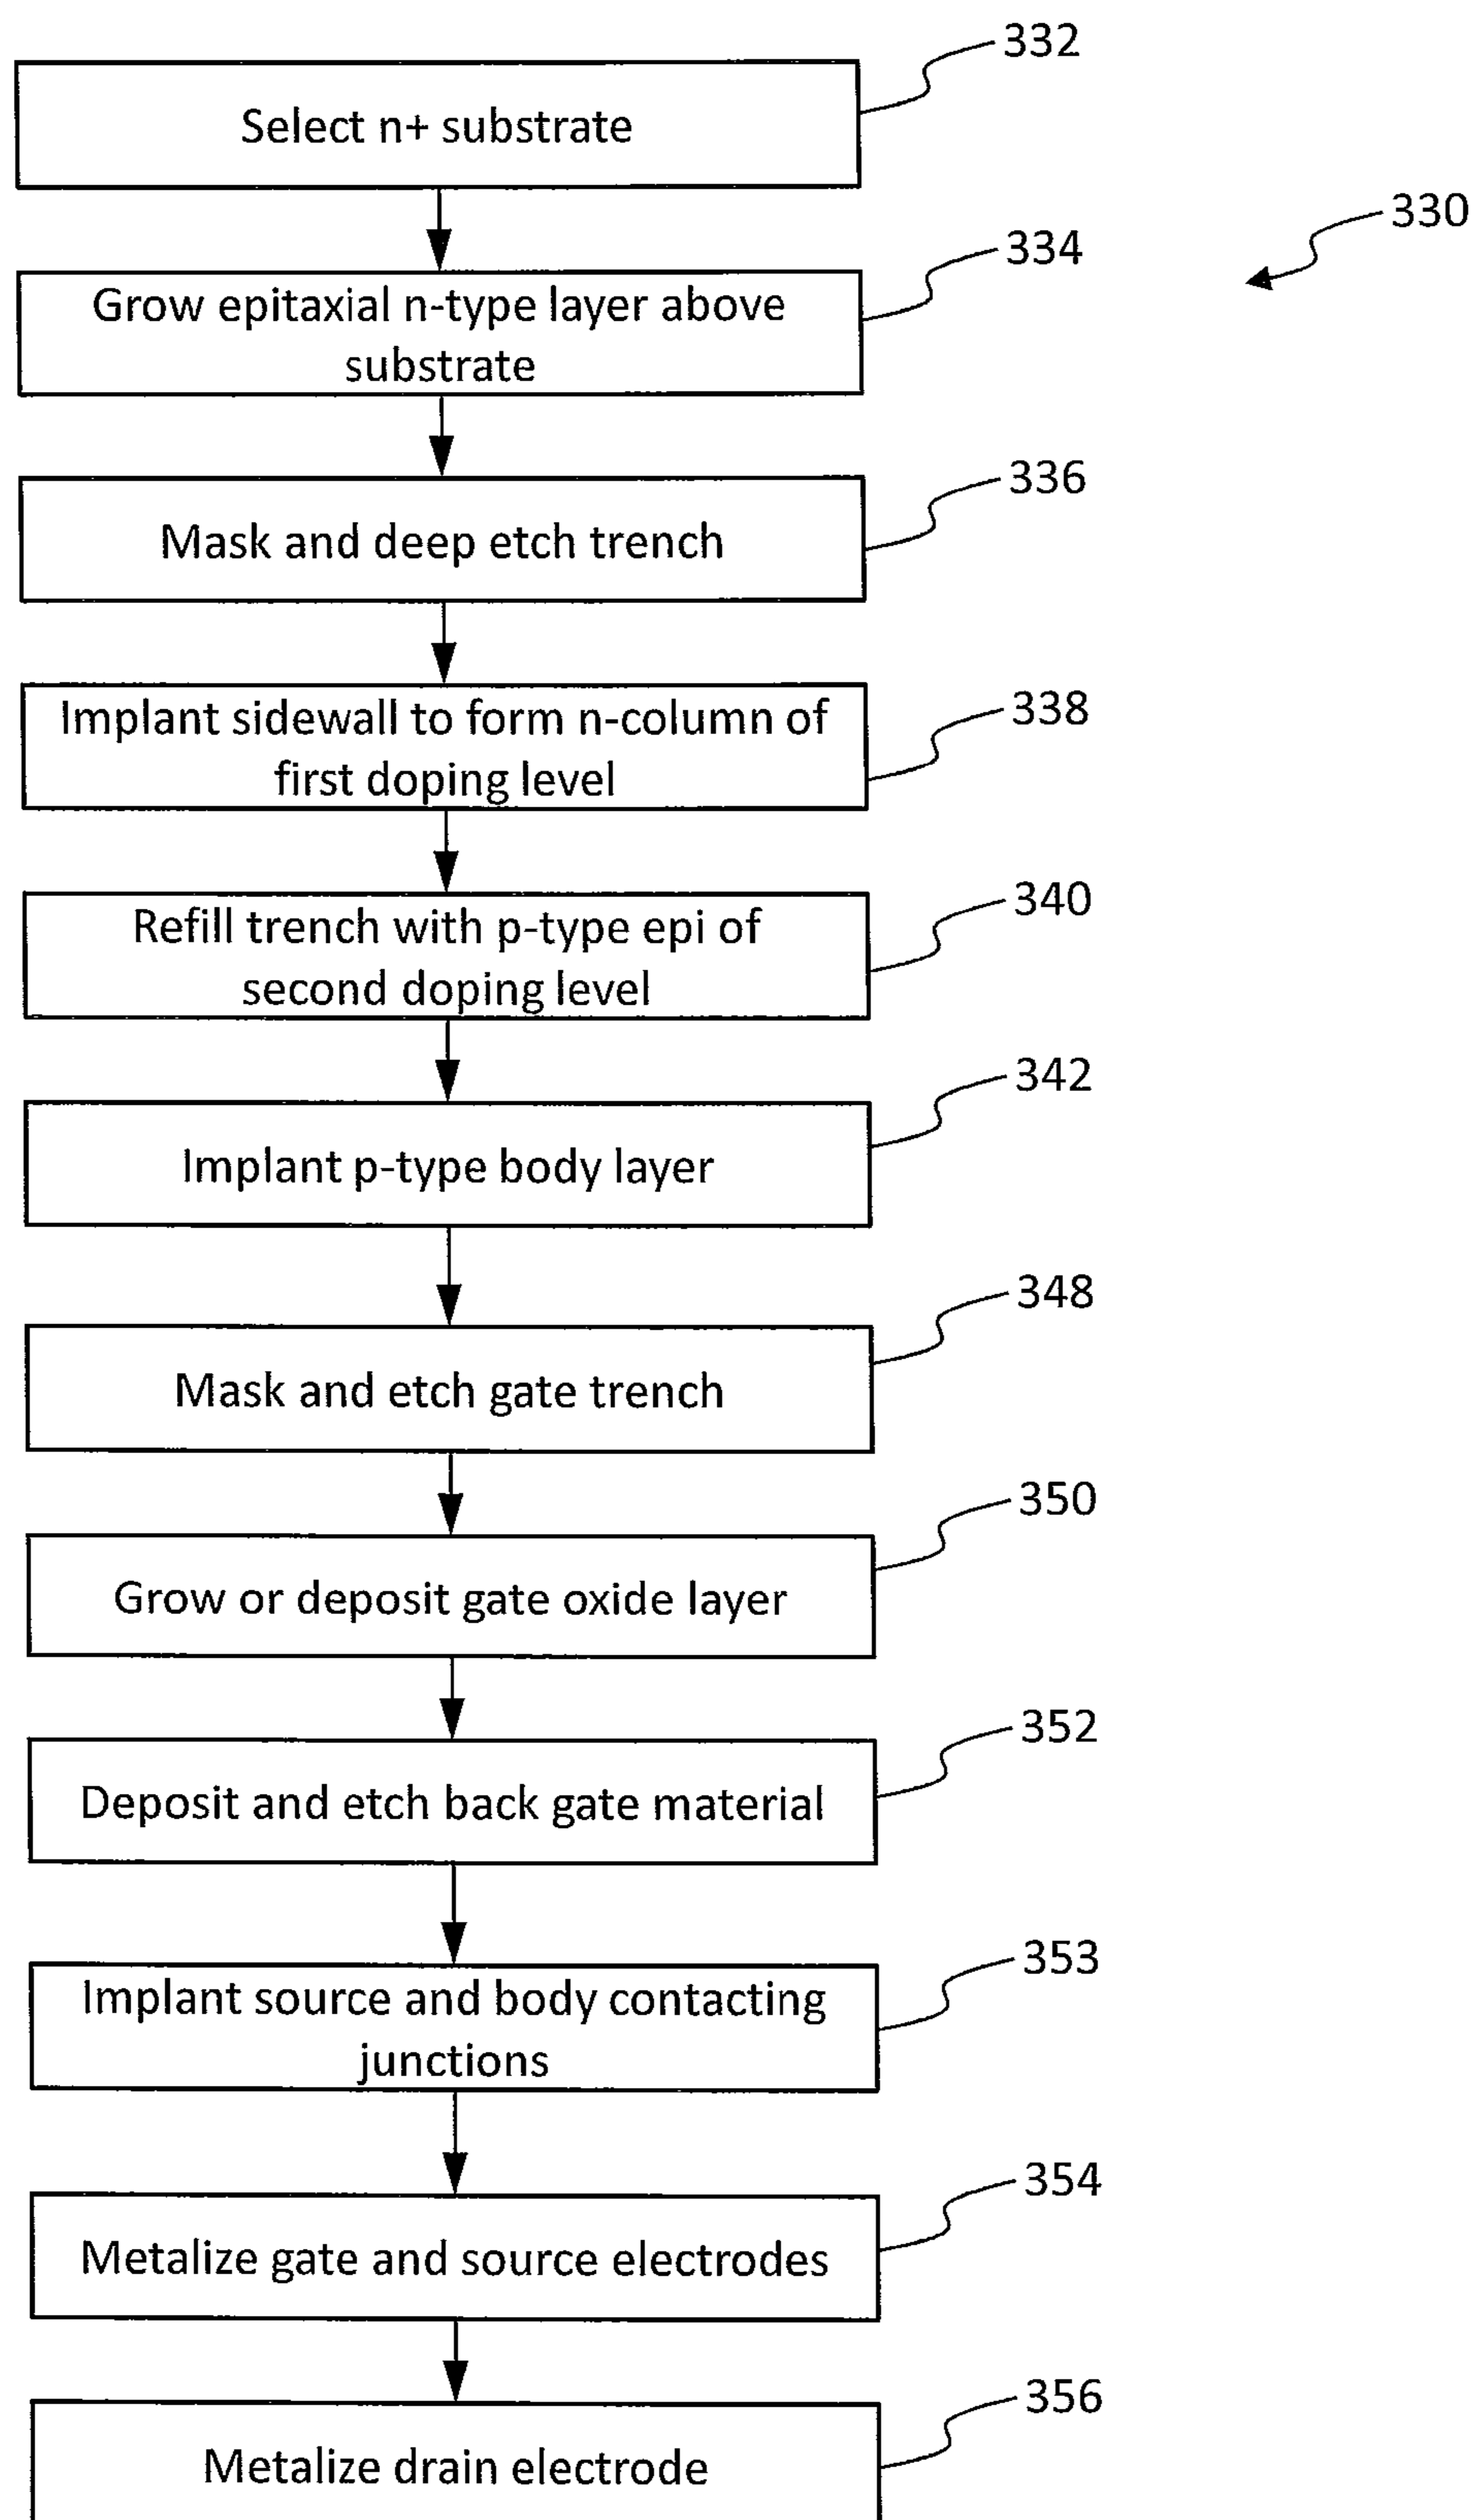 332
Select n+ substrate
330
334
Grow epitaxial n-type layer above
substrate
336
Mask and deep etch trench
338
Implant sidewall to form n-column of
first doping level
340
Refill trench with p-type epi of
second doping level
342
Implant p-type body layer
348
Mask and etch gate trench
350
Grow or deposit gate oxide layer
352
Deposit and etch back gate material
353
Implant source and body contacting
junctions
354
Metalize gate and source electrodes
356
Metalize drain electrode